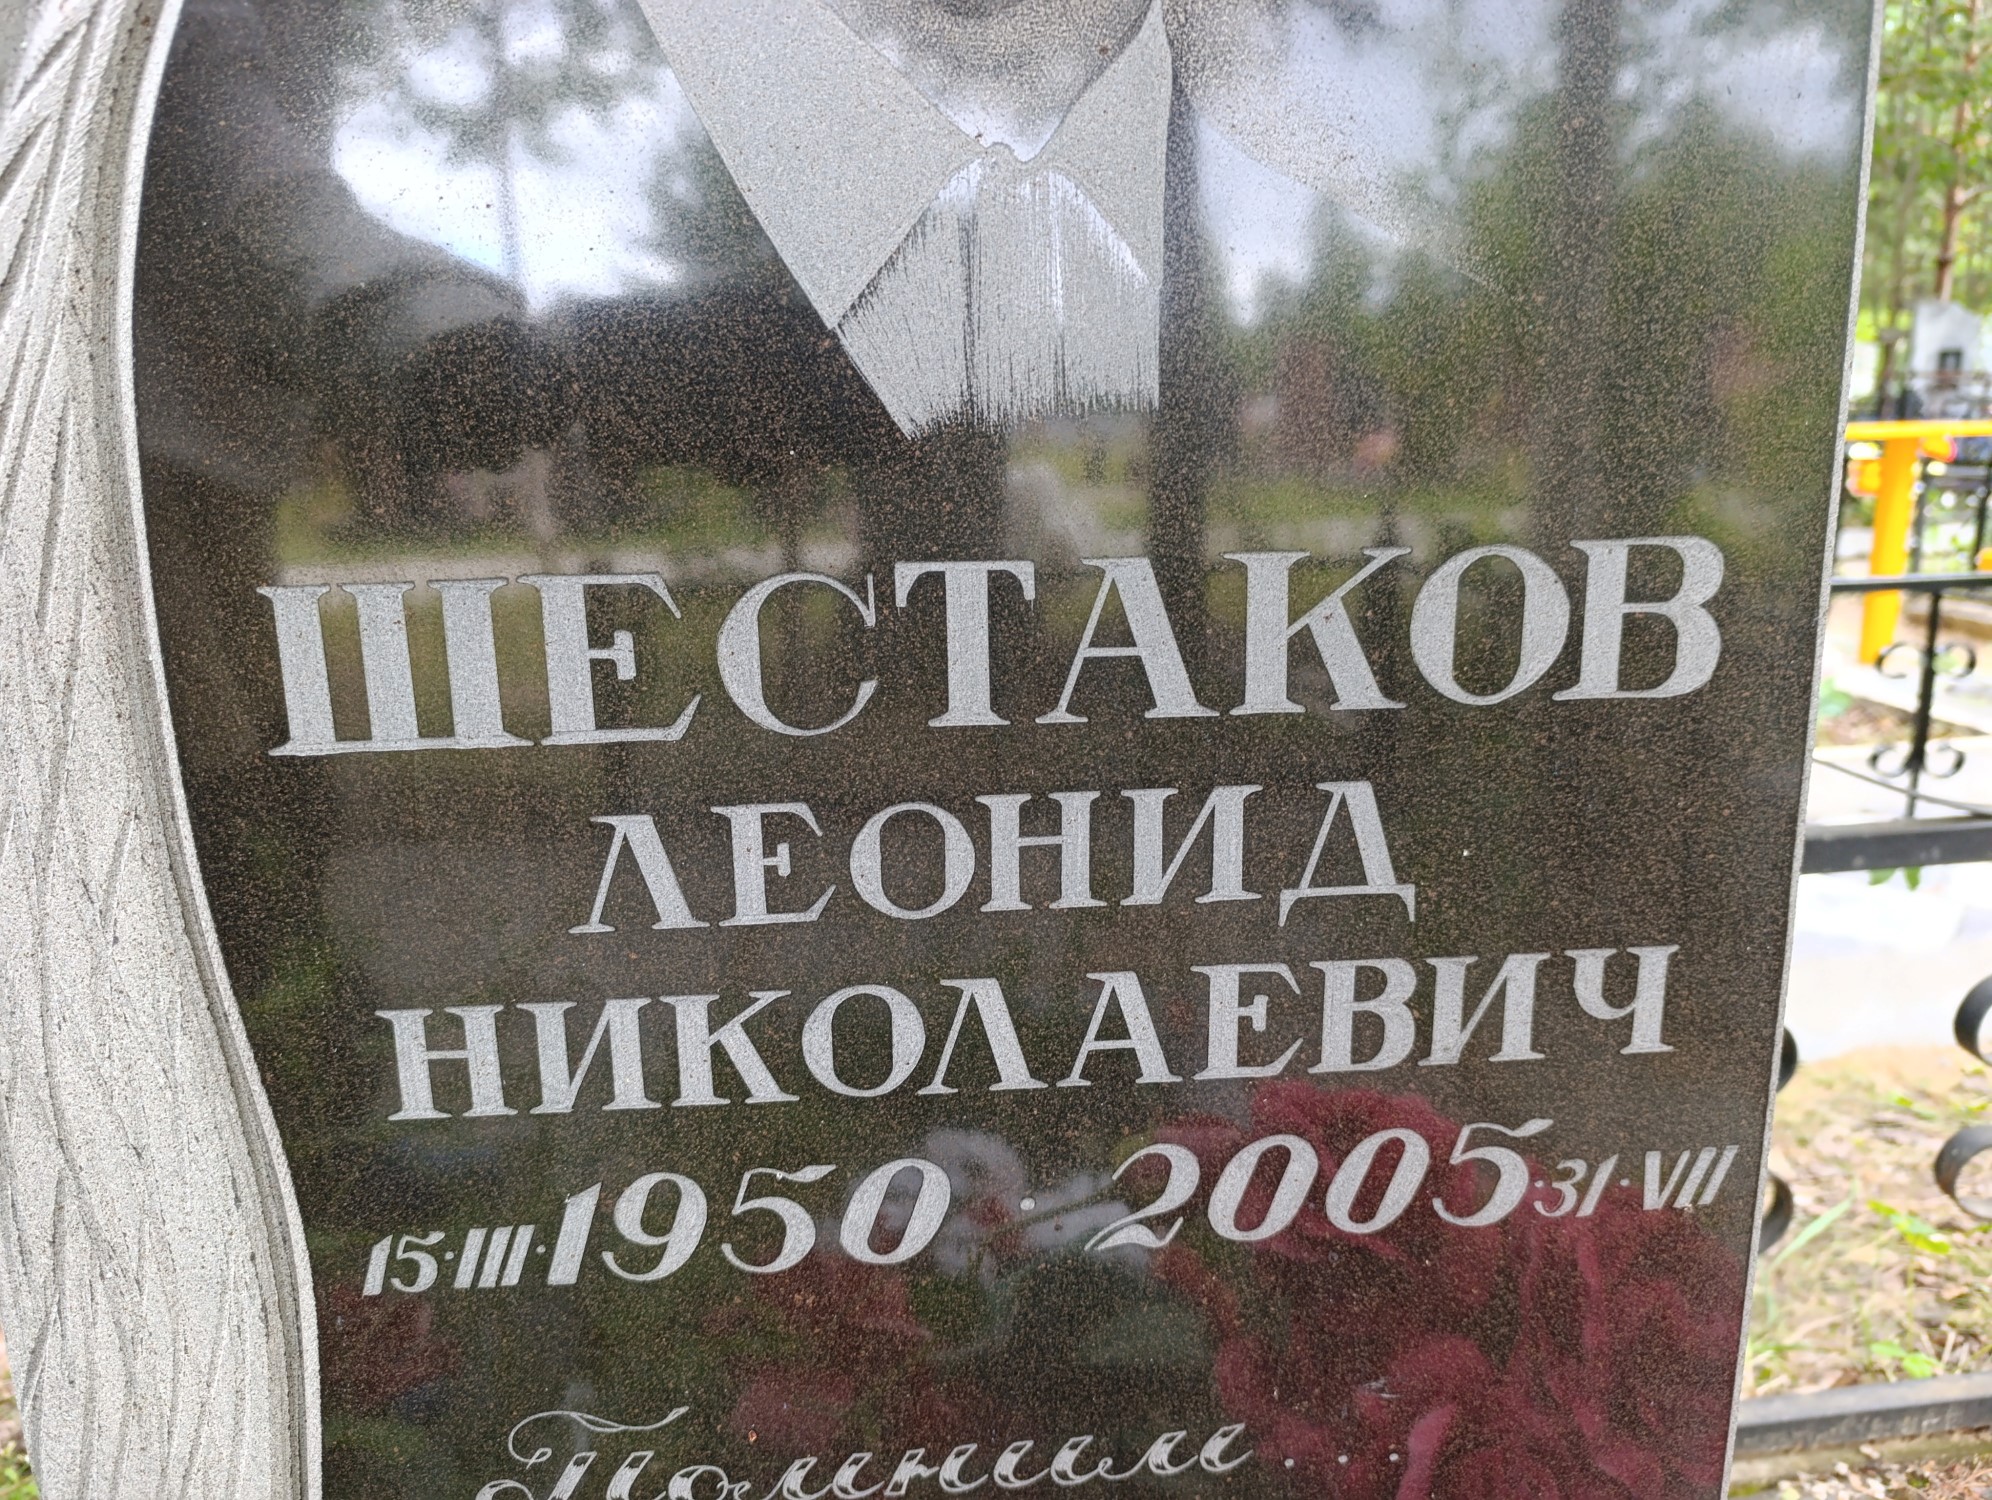 ШЕСТАКОВ
ЛЕОНИД
НИКОЛАЕВИЧ
15·III·1950 · 2005·31·VII
Помним...